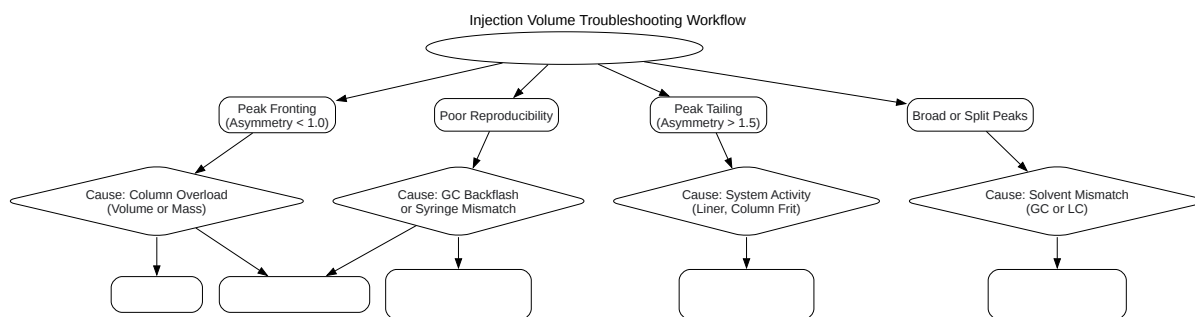 Injection Volume Troubleshooting Workflow
Peak Fronting
(Asymmetry < 1.0)
Poor Reproducibility
Peak Tailing
(Asymmetry > 1.5)
Broad or Split Peaks
Cause: Column Overload
(Volume or Mass)
Cause: GC Backflash
or Syringe Mismatch
Cause: System Activity
(Liner, Column Frit)
Cause: Solvent Mismatch
(GC or LC)